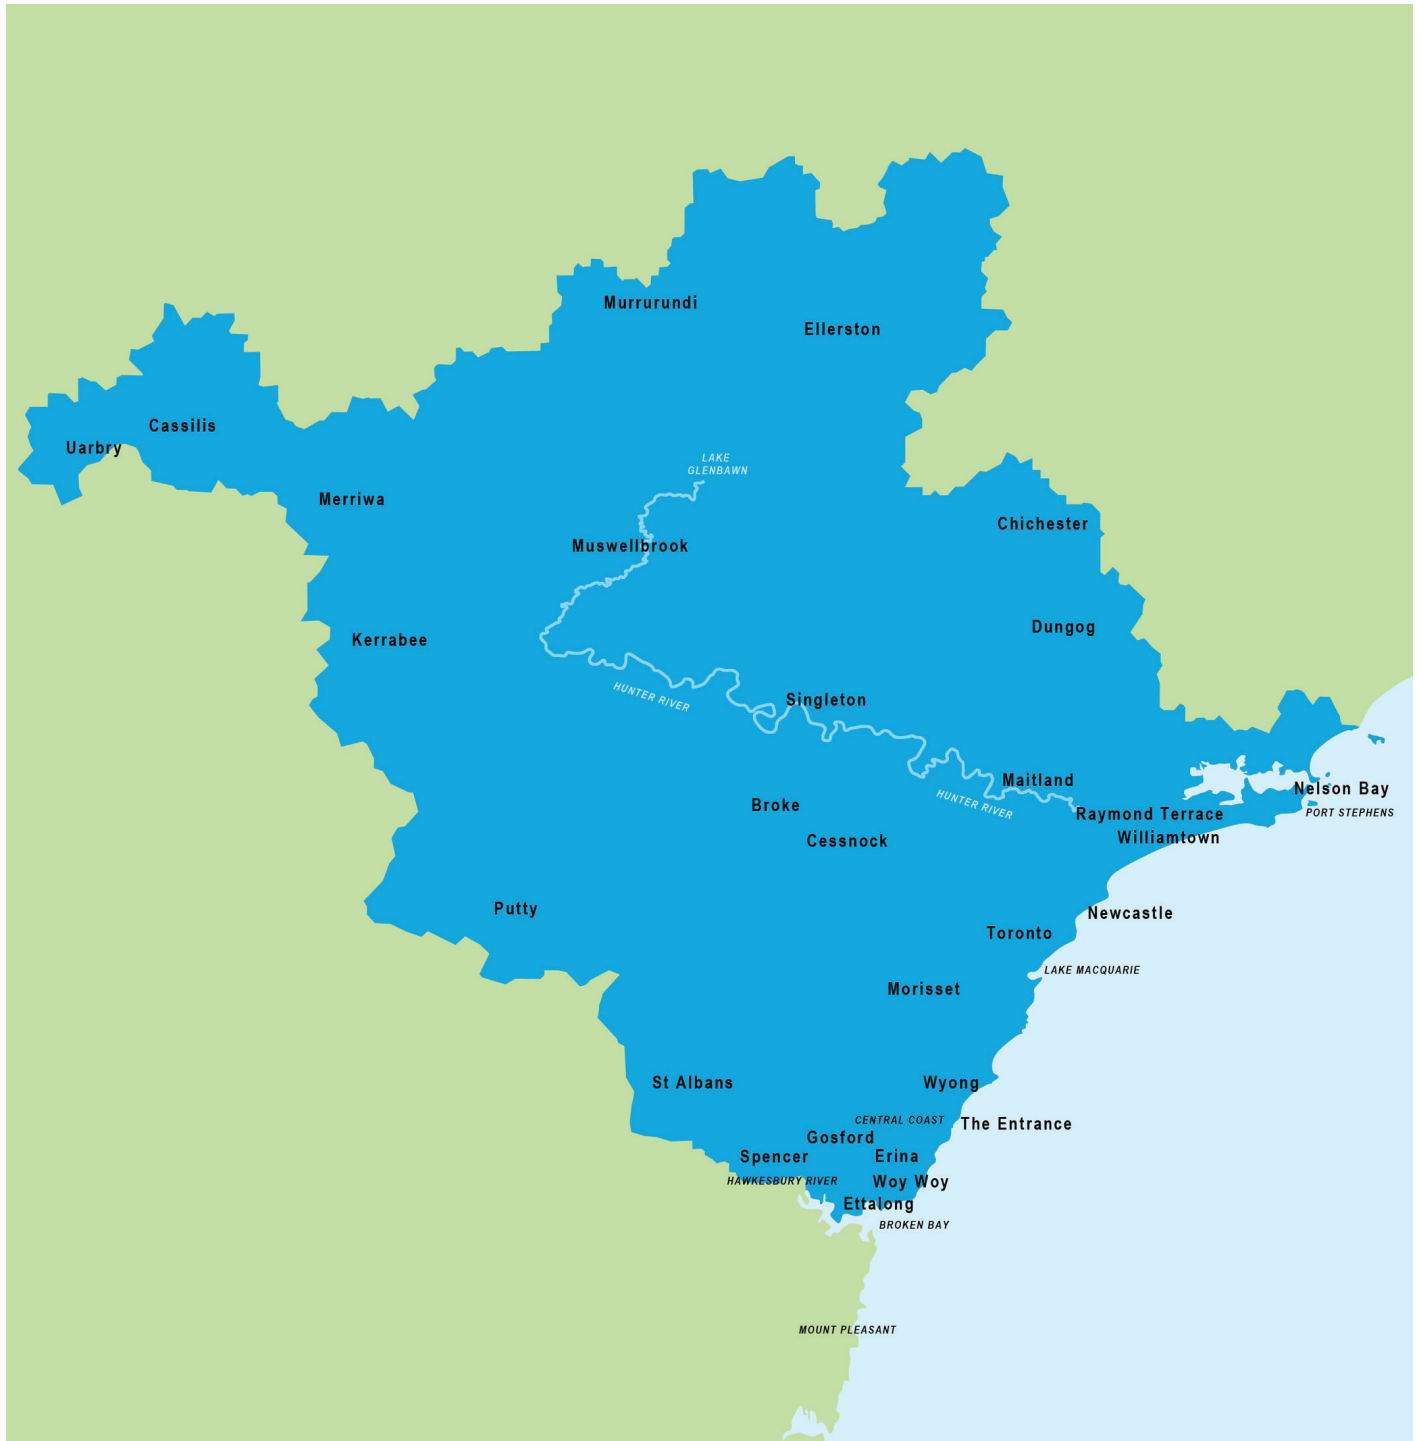 Murrurundi
Ellerston
Cassilis
Uarbry
LAKE
GLENBAWN
Merriwa
Chichester
Muswellbrook
Dungog
Kerrabee
HUNTER RIVER
Singleton
Maitland
Nelson Bay
HUNTER RIVER
Broke
PORT STEPHENS
Raymond Terrace
Williamtown
Cessnock
Putty
Newcastle
Toronto
LAKE MACQUARIE
Morisset
St Albans
Wyong
CENTRAL COAST
The Entrance
Gosford
Spencer
Erina
HAWKESBURY RIVER
Woy Woy
Ettalong
BROKEN BAY
MOUNT PLEASANT